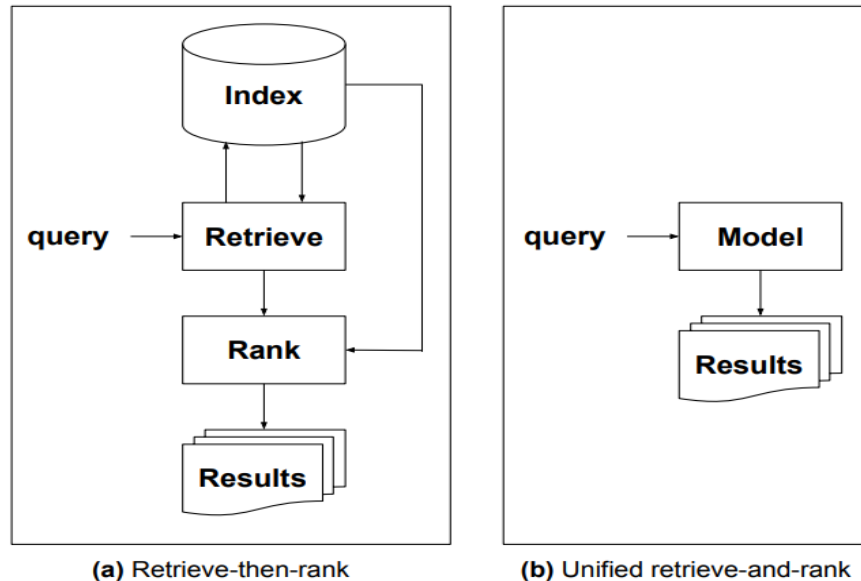 Index
query
Retrieve
Rank
Results
(a) Retrieve-then-rank
query
Model
Results
(b) Unified retrieve-and-rank